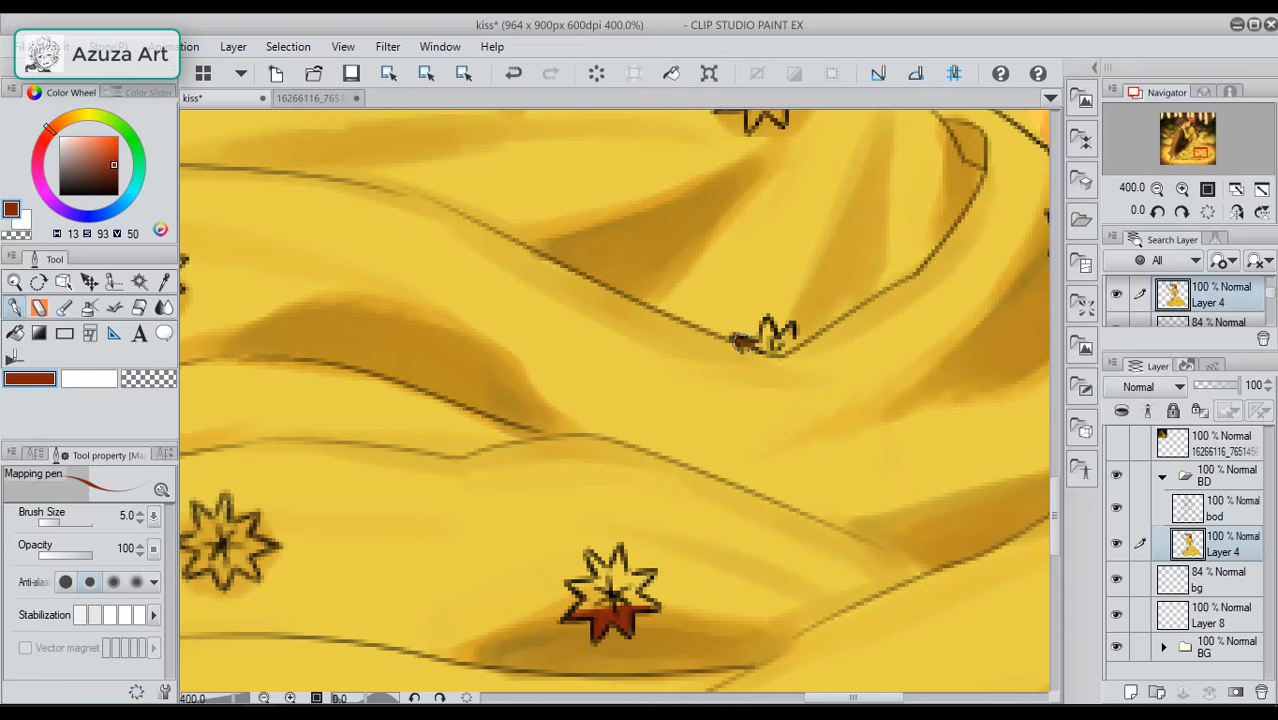 kiss* (964 x 900px 600dpi 400.0%) - CLIP STUDIO PAINT EX
Azuza Art
Layer Selection View Filter Window Help
Color Wheel Color Slider
kiss* 16266116_7651
Navigator
400.0
0.0
H 13 S 93 V 50
Tool
Search Layer
All
100 % Normal
Layer 4
84 % Normal
Layer
Normal 100
100 % Normal
16266116_7651456
100 % Normal
BD
100 % Normal
bod
100 % Normal
Layer 4
84 % Normal
bg
100 % Normal
Layer 8
100 % Normal
BG
Tool property [Ma
Mapping pen
Brush Size 5.0
Opacity 100
Anti-alias
Stabilization
Vector magnet
400.0 0.0